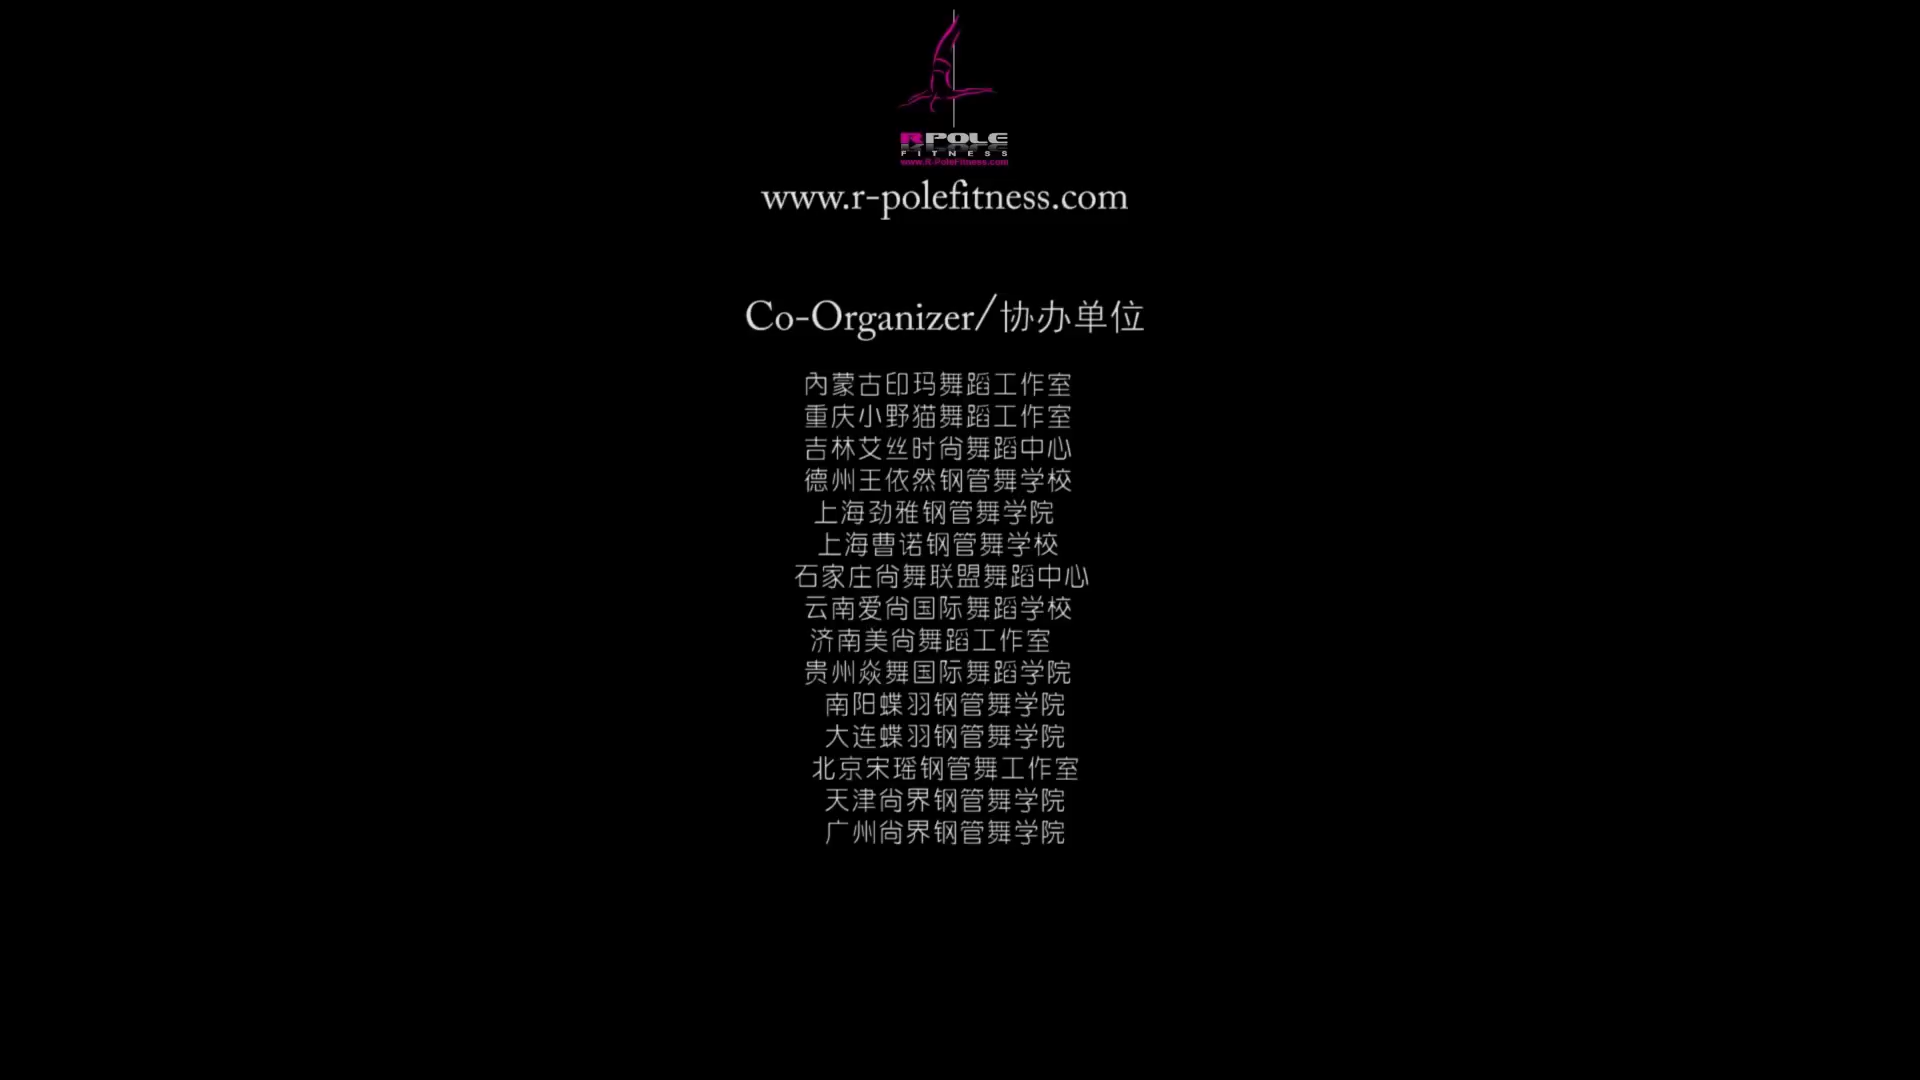 R POLE
FITNESS
www.R-PoleFitness.com
www.r-polefitness.com
Co-Organizer/协办单位
内蒙古印玛舞蹈工作室
重庆小野猫舞蹈工作室
吉林艾丝时尚舞蹈中心
德州王依然钢管舞学校
上海劲雅钢管舞学院
上海曹诺钢管舞学校
石家庄尚舞联盟舞蹈中心
云南爱尚国际舞蹈学校
济南美尚舞蹈工作室
贵州焱舞国际舞蹈学院
南阳蝶羽钢管舞学院
大连蝶羽钢管舞学院
北京宋瑶钢管舞工作室
天津尚界钢管舞学院
广州尚界钢管舞学院